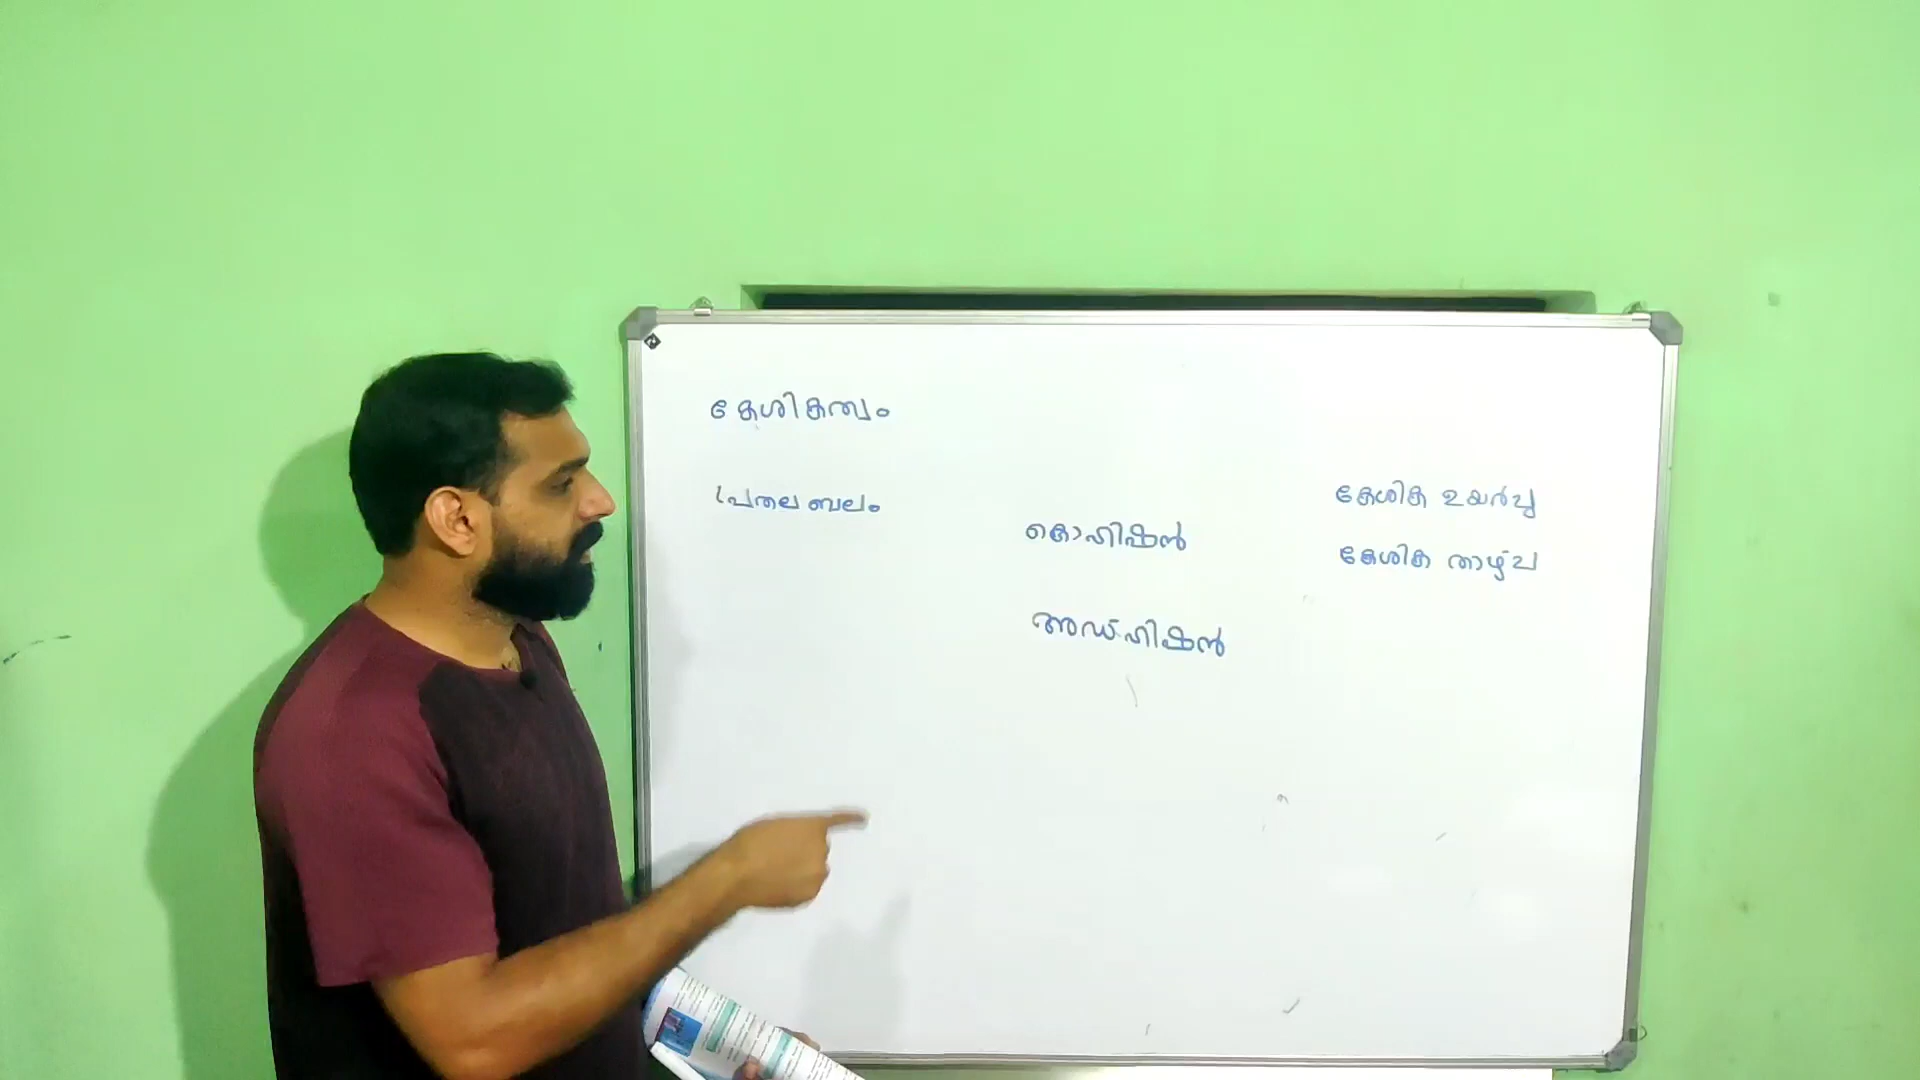 കേശികത്വം
പ്രതലബലം
കൊഹിഷൻ
അഡ്ഹിഷൻ
കേശിക ഉയർച്ച
കേശിക താഴ്ച